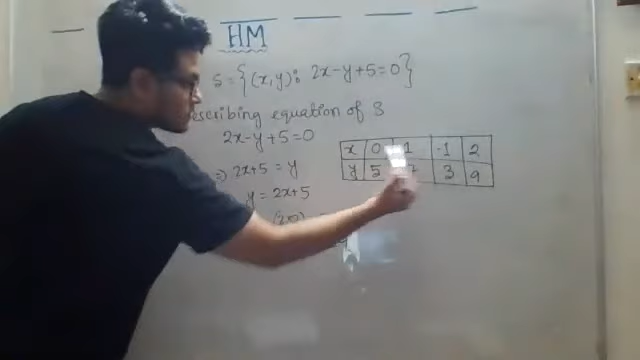 HM
S = {(x,y): 2x-y+5=0}
escribing equation of S
2x-y+5=0
x 0 1 -1 2
⇒ 2x+5=y
y 5 7 3 9
y = 2x+5